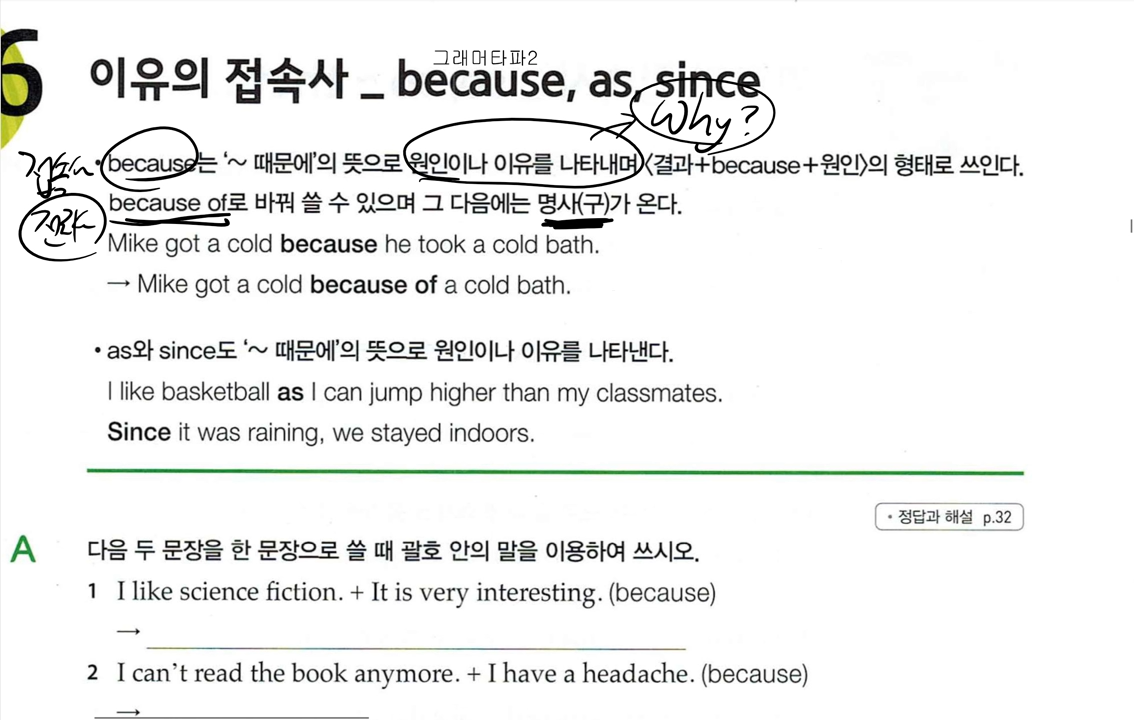 그래머타파2
6 이유의 접속사 _ because, as, since
Why?
접속사
• because는 '~ 때문에'의 뜻으로 원인이나 이유를 나타내며 〈결과+because+원인〉의 형태로 쓰인다.
because of로 바꿔 쓸 수 있으며 그 다음에는 명사(구)가 온다.
Mike got a cold because he took a cold bath.
→ Mike got a cold because of a cold bath.
• as와 since도 '~ 때문에'의 뜻으로 원인이나 이유를 나타낸다.
I like basketball as I can jump higher than my classmates.
Since it was raining, we stayed indoors.
• 정답과 해설 p.32
A 다음 두 문장을 한 문장으로 쓸 때 괄호 안의 말을 이용하여 쓰시오.
1 I like science fiction. + It is very interesting. (because)
→
2 I can't read the book anymore. + I have a headache. (because)
→